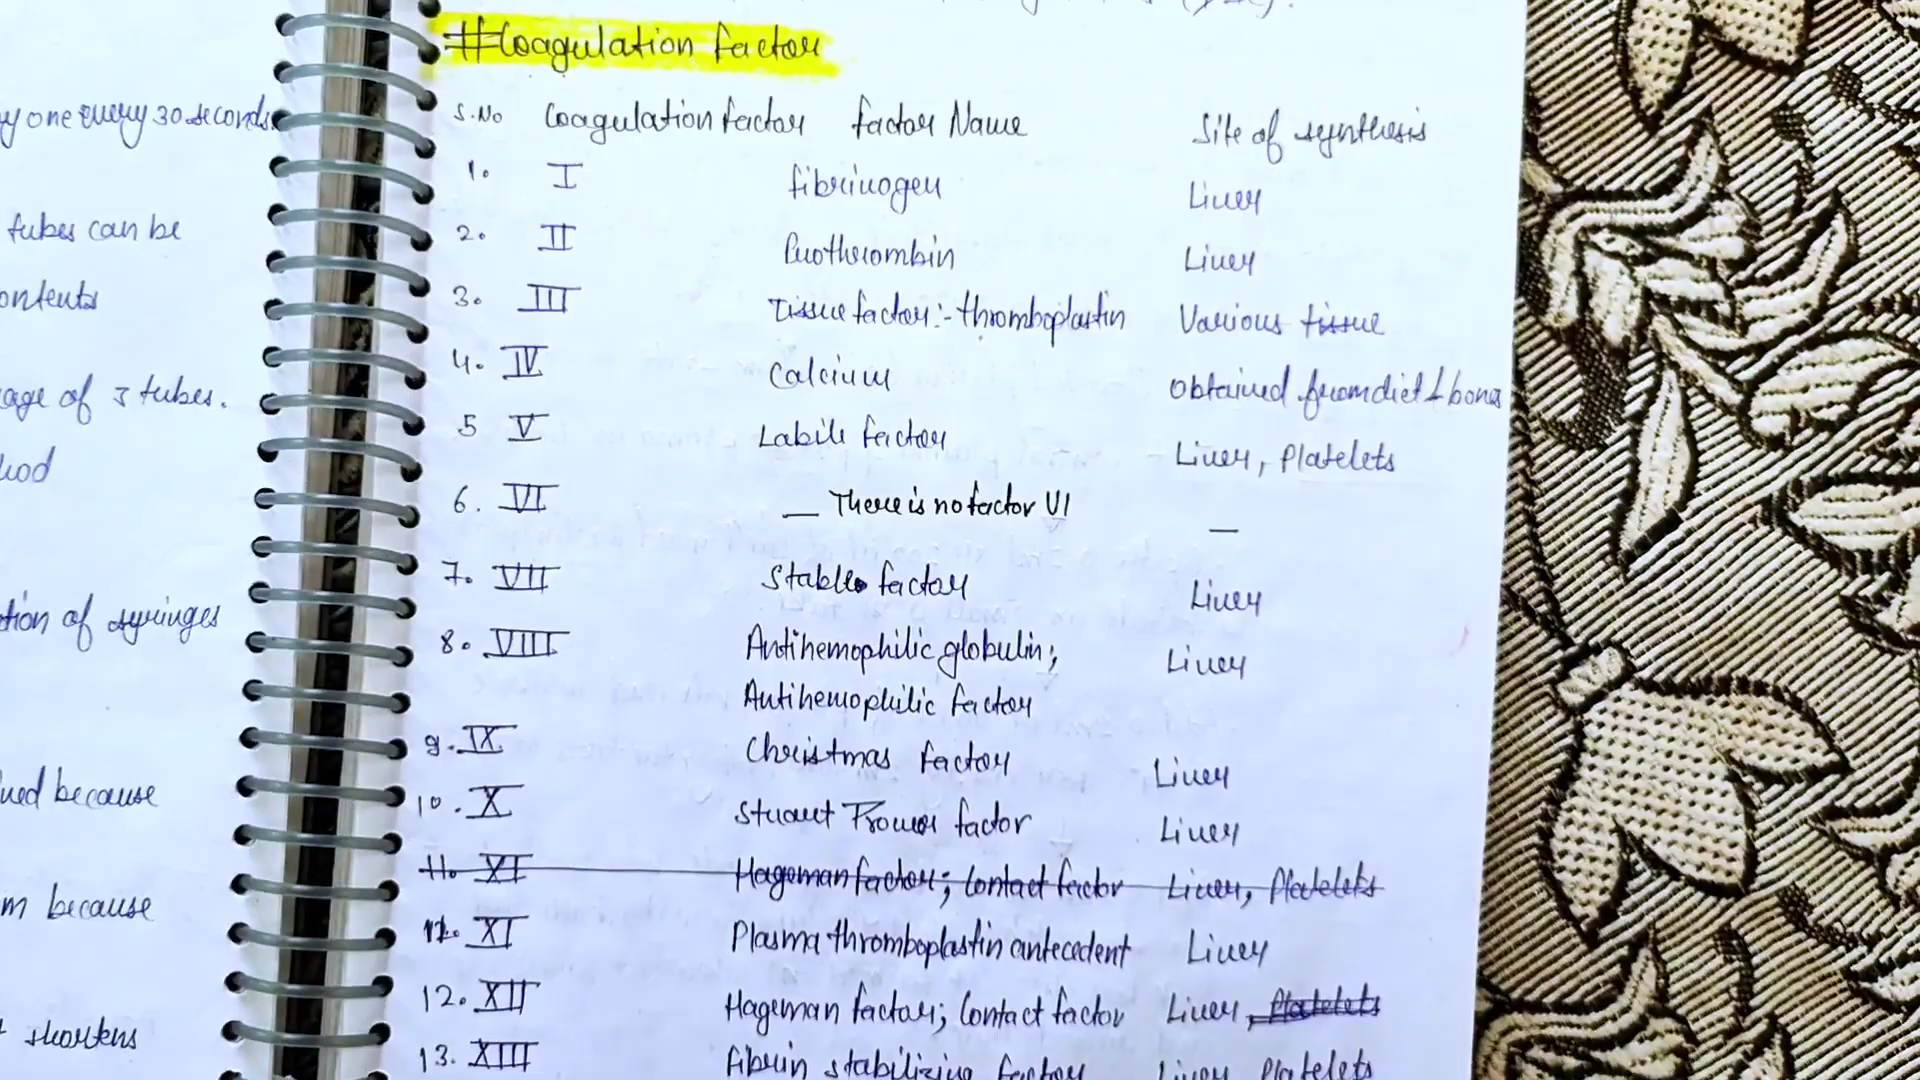 #Coagulation factor
S.No Coagulation factor factor Name Site of synthesis
1. I fibrinogen Liver
2. II Prothrombin Liver
3. III Tissue factor:- thromboplastin Various tissue
4. IV Calcium Obtained from diet & bones
5 V Labile factor Liver, Platelets
6. VI — There is no factor VI —
7. VII Stable factor Liver
8. VIII Antihemophilic globulin; Liver
Antihemophilic factor
9. IX Christmas factor Liver
10. X Stuart Prower factor Liver
11. XI Hageman factor; Contact factor Liver, Platelets
11. XI Plasma thromboplastin antecedent Liver
12. XII Hageman factor; Contact factor Liver, Platelets
13. XIII fibrin stabilizing factor Liver Platelets
y one every 30 seconds.
tubes can be
ontents
age of 3 tubes.
hod
tion of syringes
ned because
m because
shortens